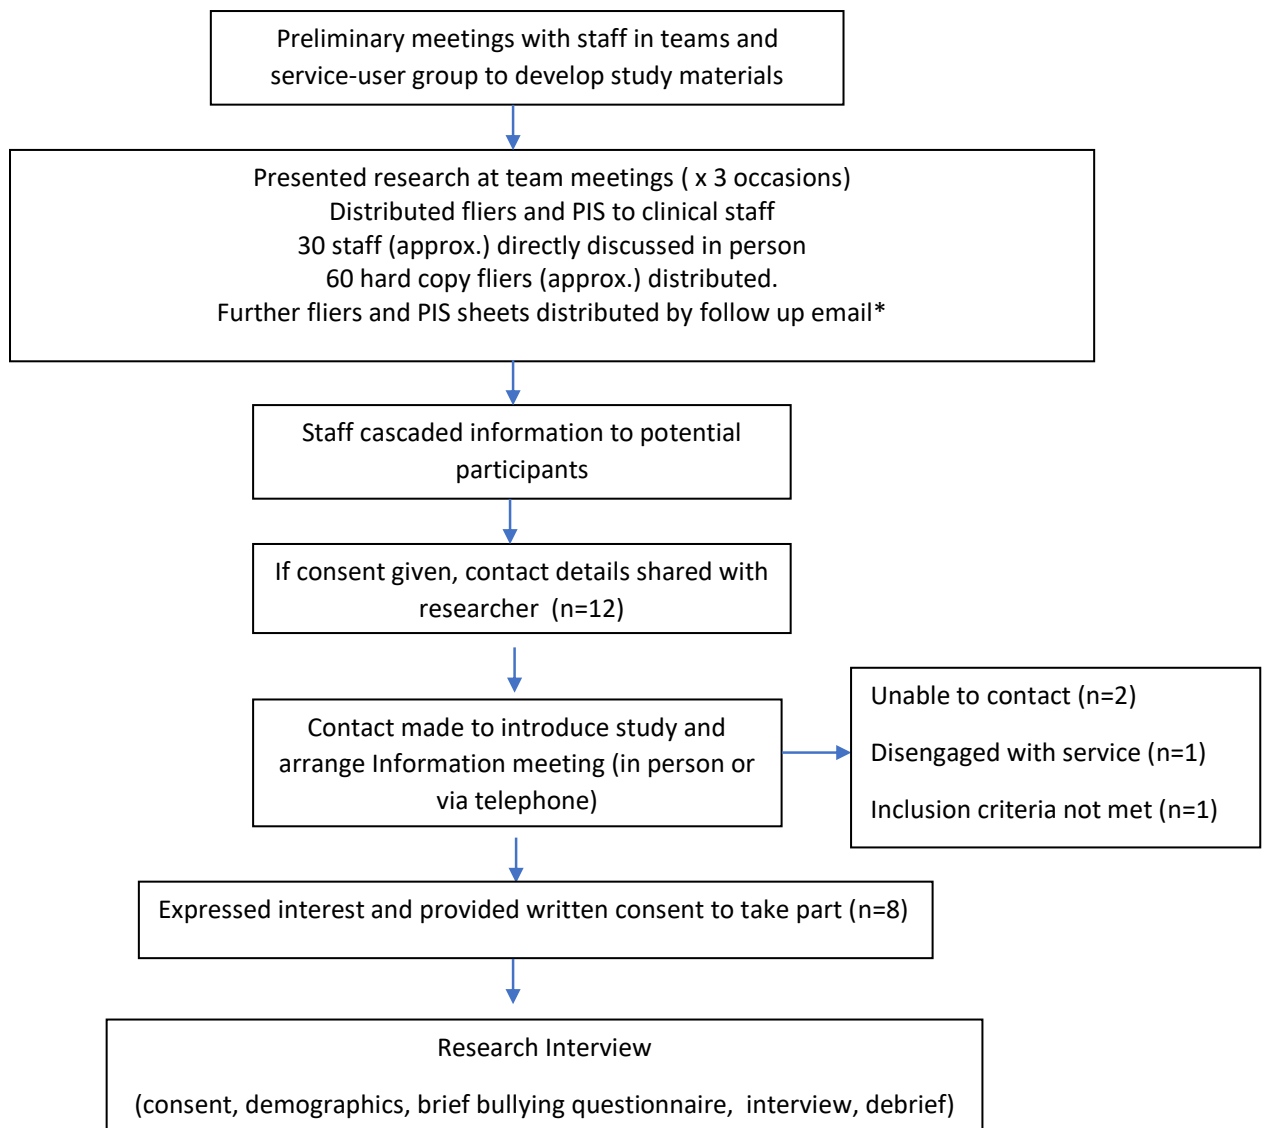 Preliminary meetings with staff in teams and
service-user group to develop study materials
Presented research at team meetings ( x 3 occasions)
Distributed fliers and PIS to clinical staff
30 staff (approx.) directly discussed in person
60 hard copy fliers (approx.) distributed.
Further fliers and PIS sheets distributed by follow up email*
Staff cascaded information to potential
participants
If consent given, contact details shared with
researcher  (n=12)
Contact made to introduce study and
arrange Information meeting (in person or
via telephone)
Unable to contact (n=2)
Disengaged with service (n=1)
Inclusion criteria not met (n=1)
Expressed interest and provided written consent to take part (n=8)
Research Interview
(consent, demographics, brief bullying questionnaire,  interview, debrief)